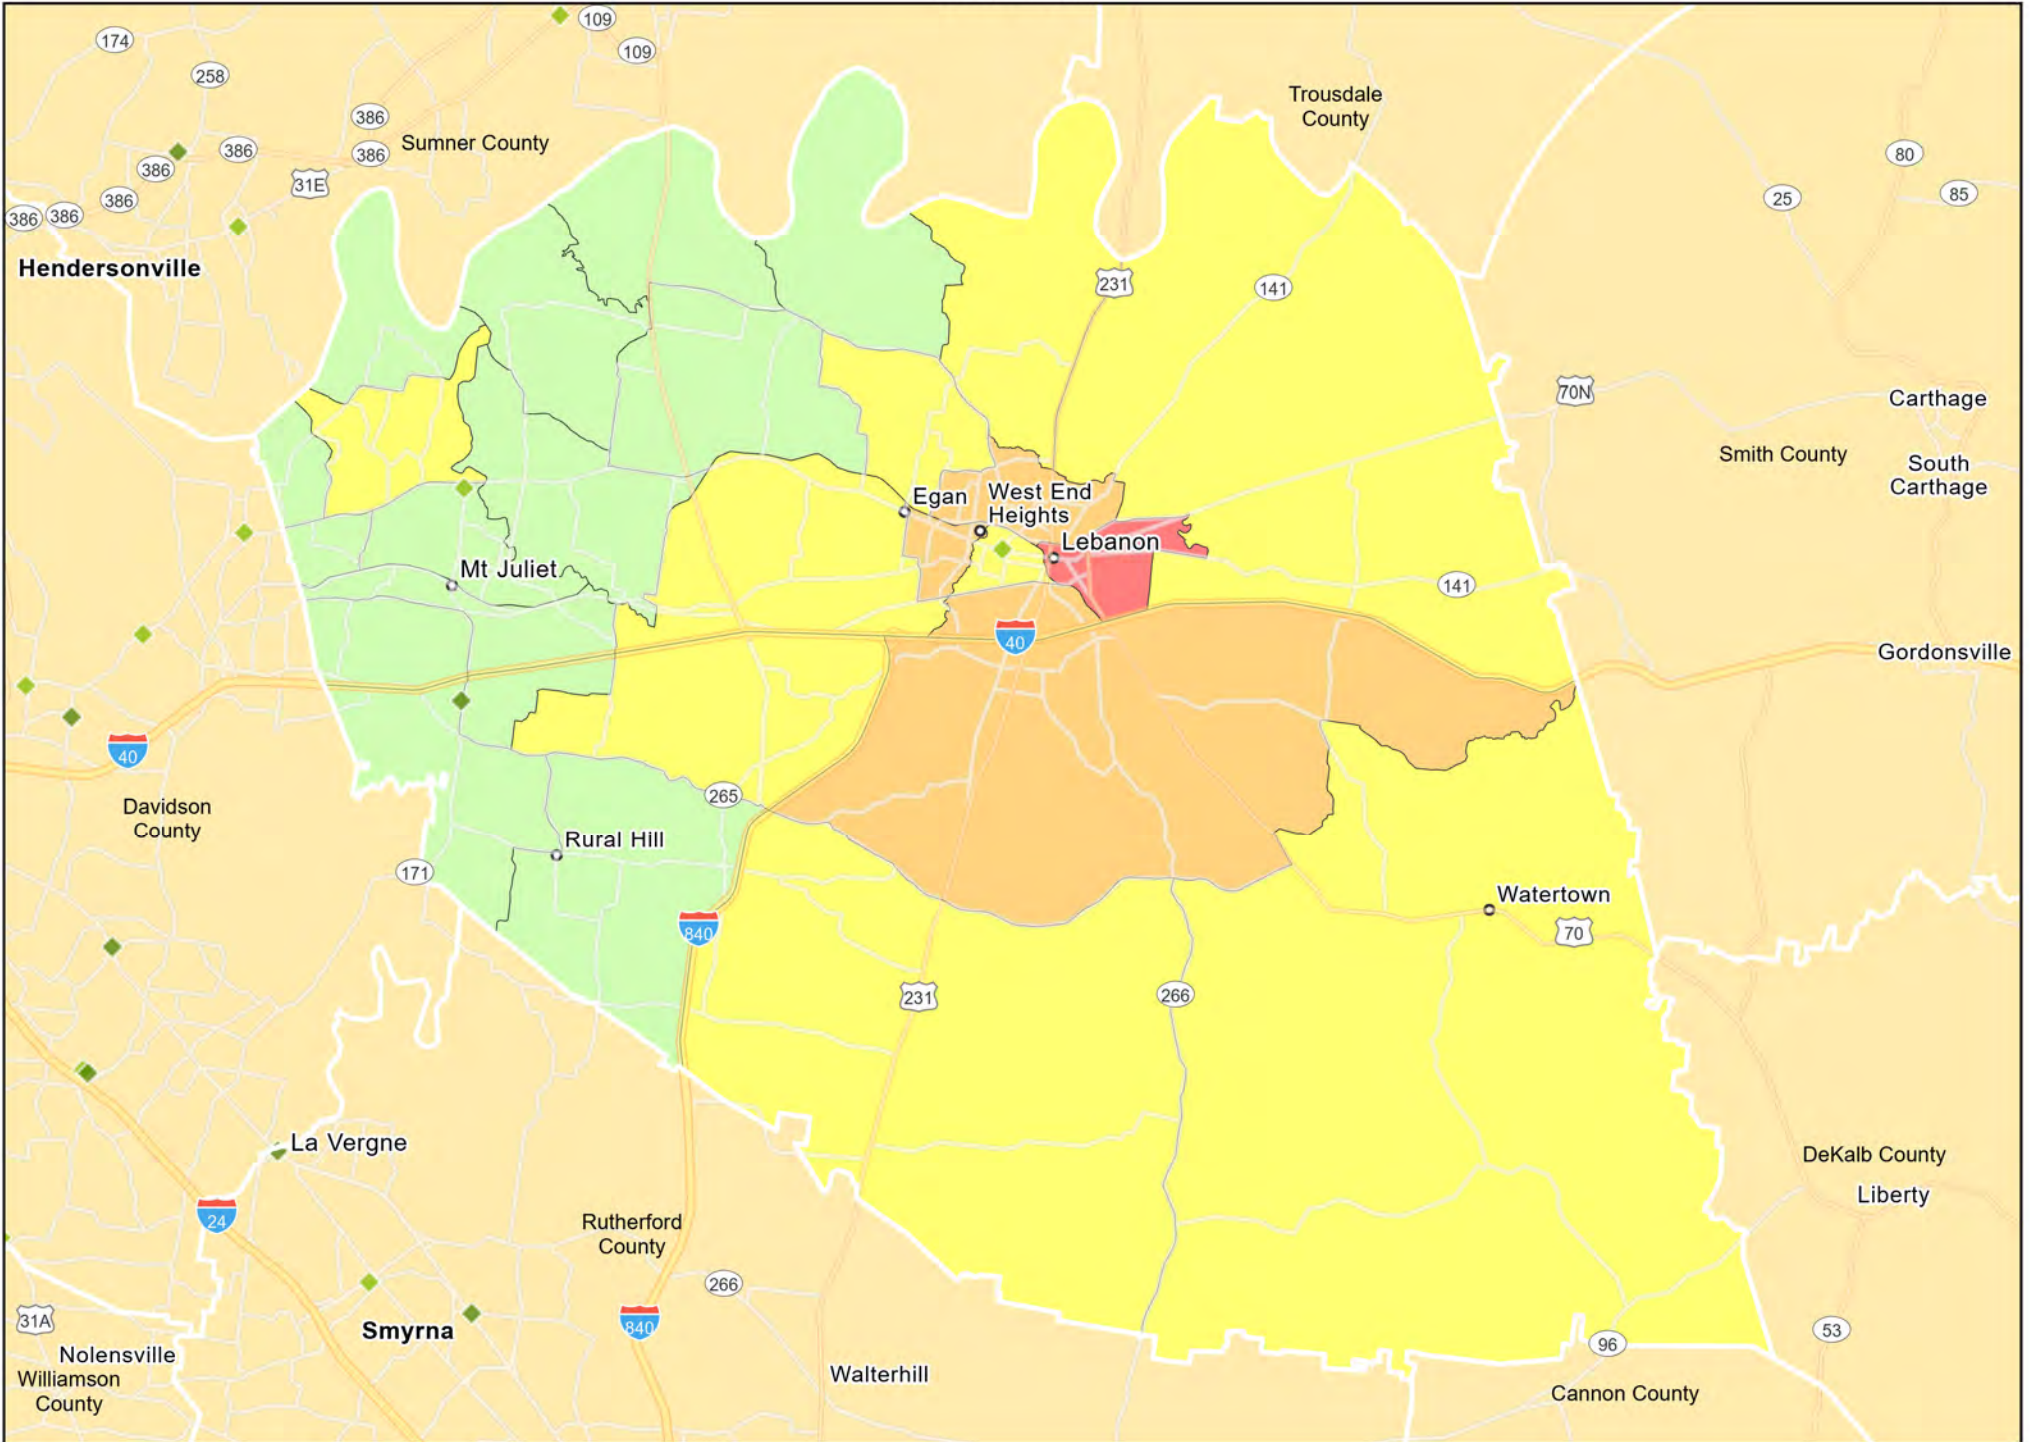 109
174
109
258
Trousdale
County
386
Sumner County
386
386
80
386
31E
85
386
25
386
386
Hendersonville
231
141
70N
Carthage
Smith County
South
Carthage
Egan
West End
Heights
Lebanon
Mt Juliet
141
40
Gordonsville
40
265
Davidson
County
Rural Hill
171
Watertown
840
70
231
266
La Vergne
DeKalb County
Liberty
24
Rutherford
County
266
31A
840
Smyrna
53
96
Nolensville
Williamson
County
Walterhill
Cannon County